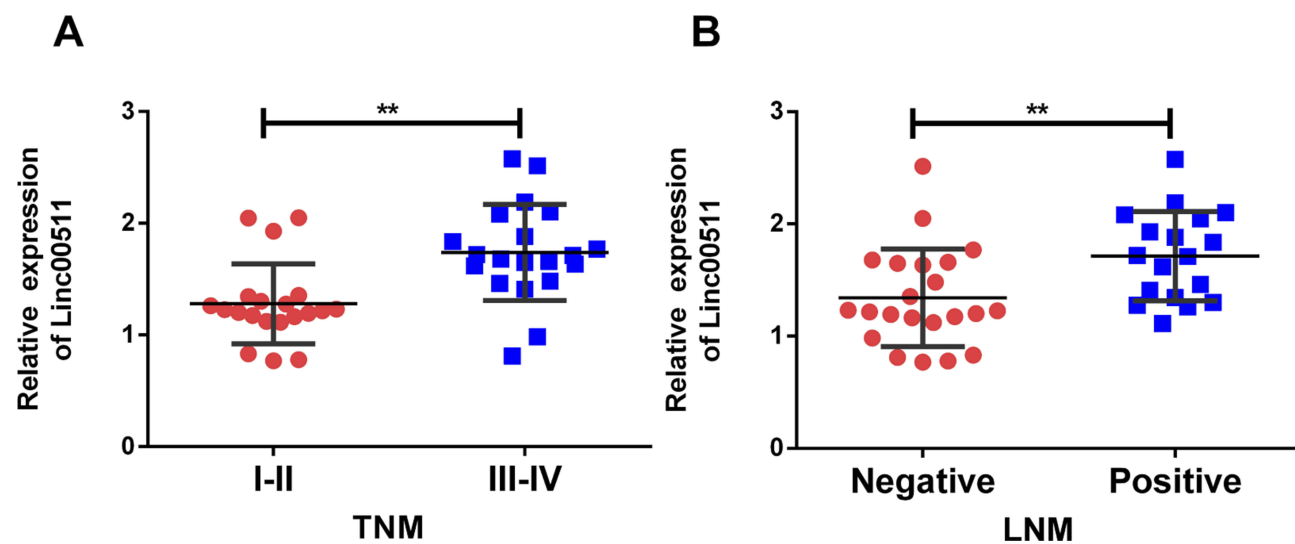 A
Relative expression
of Linc00511
3
2
1
0
**
I-II
III-IV
TNM
B
Relative expression
of Linc00511
3
2
1
0
**
Negative
Positive
LNM